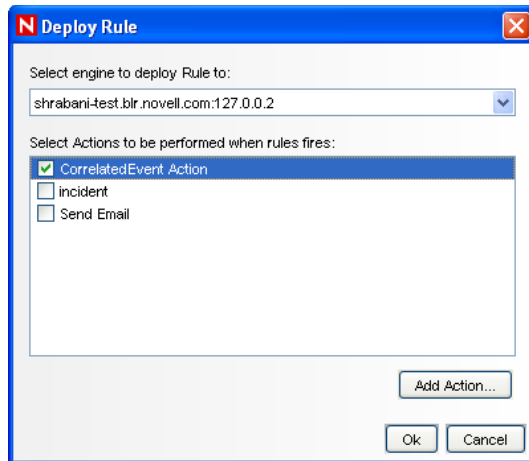 N Deploy Rule
Select engine to deploy Rule to:
shrabani-test.blr.novell.com:127.0.0.2
Select Actions to be performed when rules fires:
CorrelatedEvent Action
incident
Send Email
Add Action...
Ok Cancel